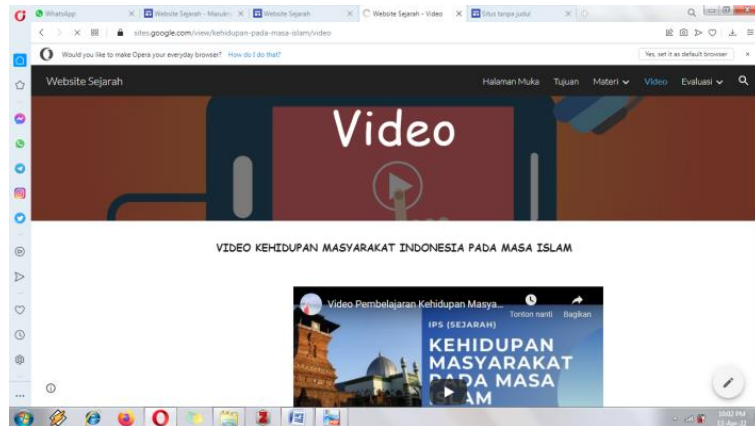 WhatsApp
Website Sejarah - Masukn
Website Sejarah
Website Sejarah - Video
Situs tanpa judul
sites.google.com/view/kehidupan-pada-masa-islam/video
Would you like to make Opera your everyday browser? How do I do that?
Yes, set it as default browser
Website Sejarah
Halaman Muka Tujuan Materi Video Evaluasi
Video
VIDEO KEHIDUPAN MASYARAKAT INDONESIA PADA MASA ISLAM
Video Pembelajaran Kehidupan Masya...
Tonton nanti Bagikan
IPS (SEJARAH)
KEHIDUPAN
MASYARAKAT
PADA MASA
ISLAM
10:02 PM